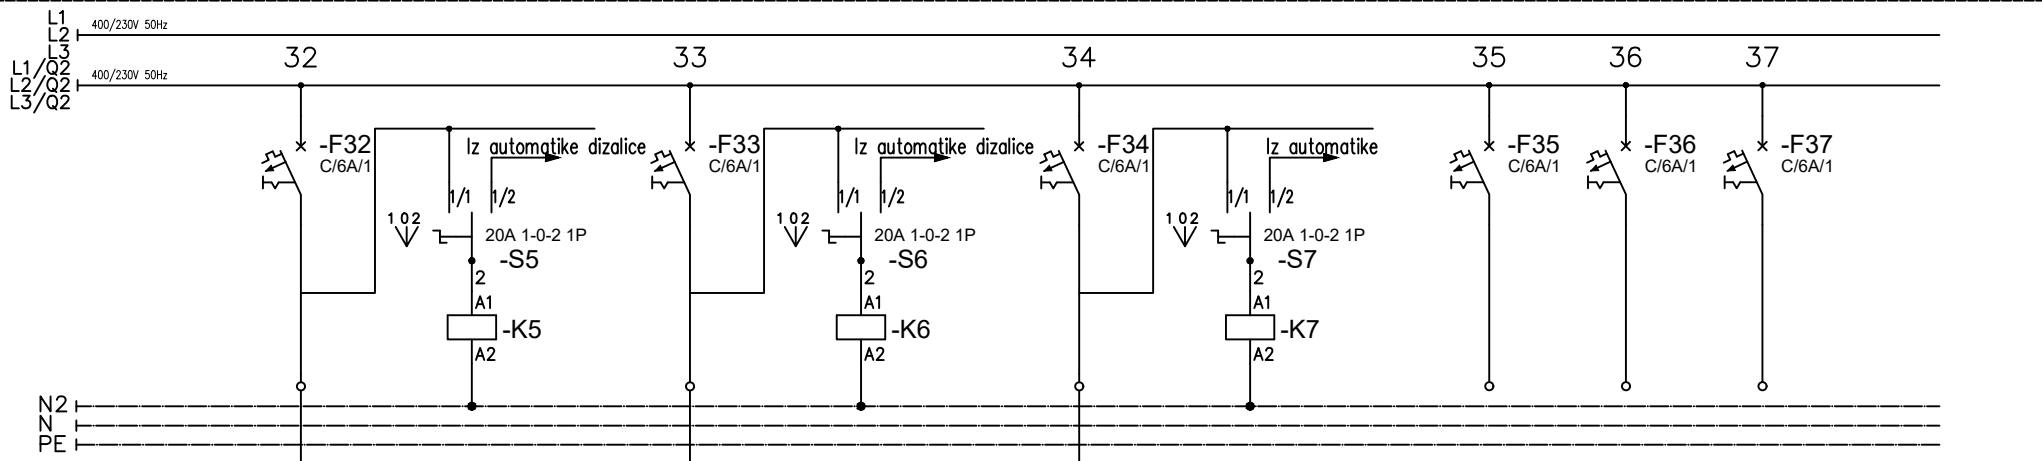 L1
L2
L3
400/230V 50Hz
L1/Q2
L2/Q2
L3/Q2
400/230V 50Hz
32
33
34
35
36
37
-F32
C/6A/1
Iz automatike dizalice
1/1
1/2
1 0 2
20A 1-0-2 1P
-S5
2
A1
-K5
A2
-F33
C/6A/1
Iz automatike dizalice
1/1
1/2
1 0 2
20A 1-0-2 1P
-S6
2
A1
-K6
A2
-F34
C/6A/1
Iz automatike
1/1
1/2
1 0 2
20A 1-0-2 1P
-S7
2
A1
-K7
A2
-F35
C/6A/1
-F36
C/6A/1
-F37
C/6A/1
N2
N
PE